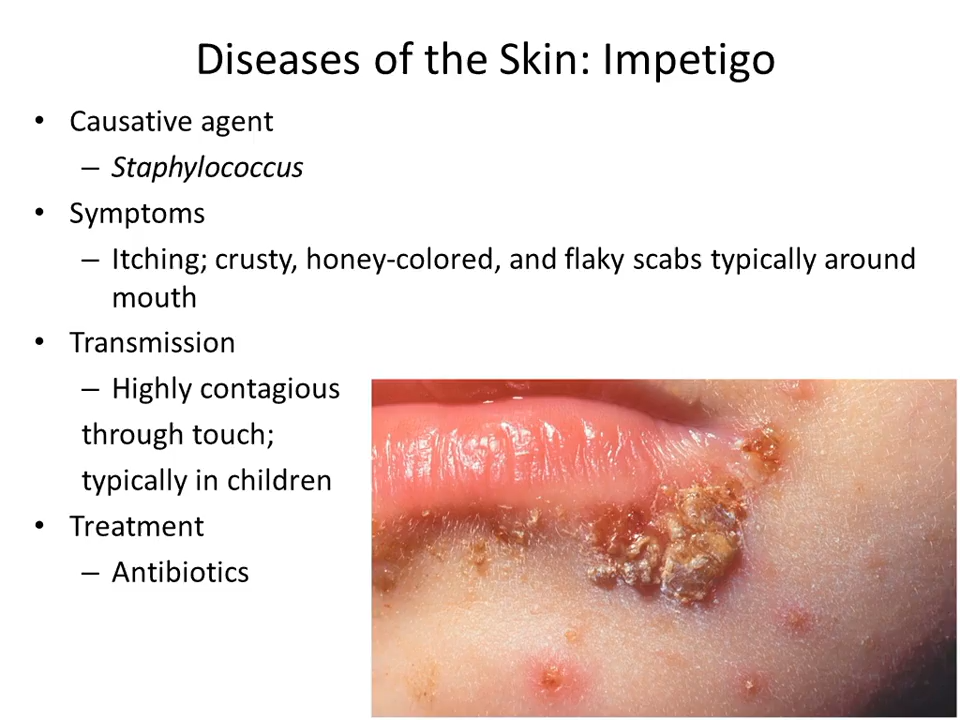 Diseases of the Skin: Impetigo
• Causative agent
– Staphylococcus
• Symptoms
– Itching; crusty, honey-colored, and flaky scabs typically around
mouth
• Transmission
– Highly contagious
through touch;
typically in children
• Treatment
– Antibiotics